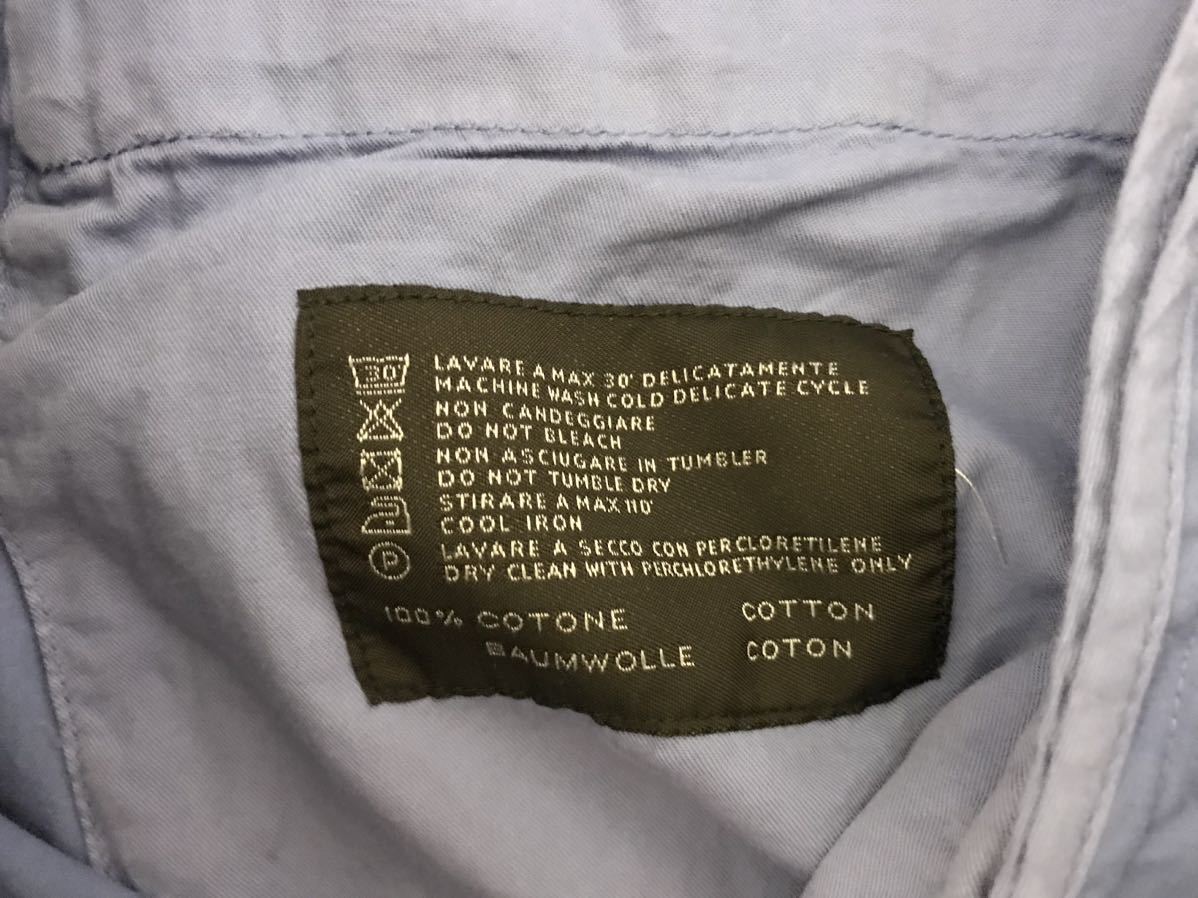 30°
LAVARE A MAX 30° DELICATAMENTE
MACHINE WASH COLD DELICATE CYCLE
NON CANDEGGIARE
DO NOT BLEACH
NON ASCIUGARE IN TUMBLER
DO NOT TUMBLE DRY
STIRARE A MAX 110°
COOL IRON
P
LAVARE A SECCO CON PERCLORETILENE
DRY CLEAN WITH PERCHLORETHYLENE ONLY
100% COTONE COTTON
BAUMWOLLE COTON